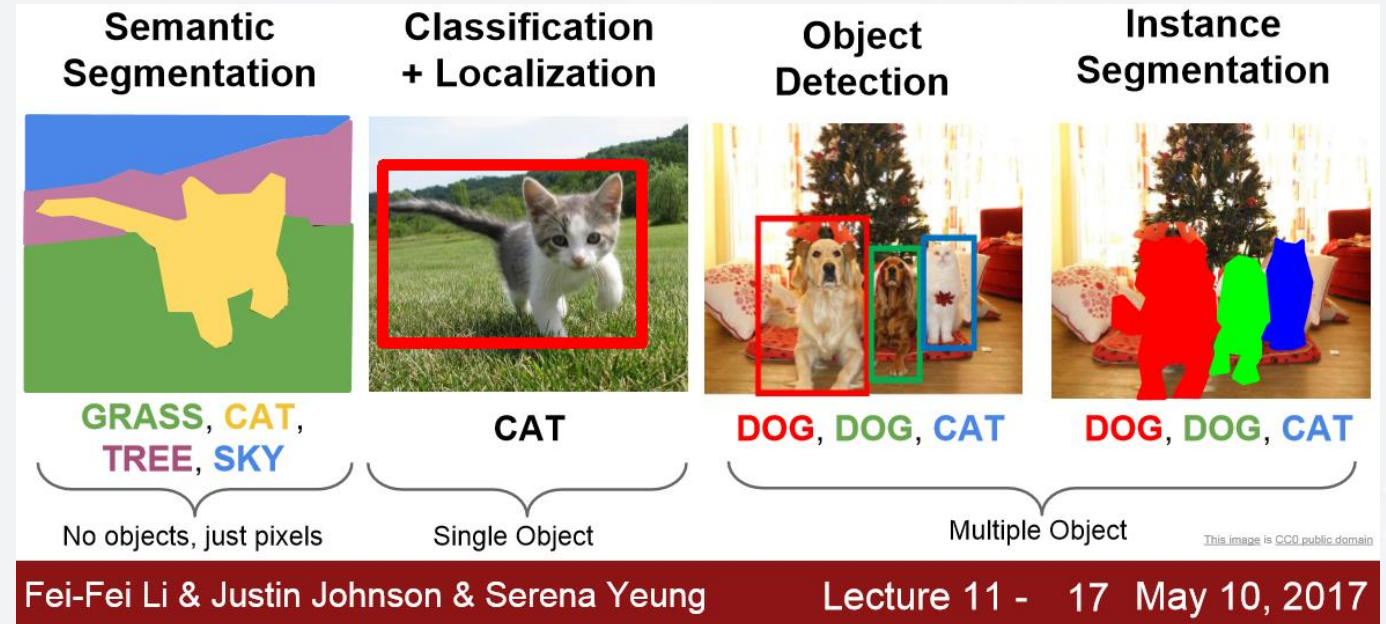 Semantic
Segmentation
Classification
+ Localization
Object
Detection
Instance
Segmentation
GRASS, CAT,
TREE, SKY
CAT
DOG, DOG, CAT
DOG, DOG, CAT
No objects, just pixels
Single Object
Multiple Object
This image is CC0 public domain
Fei-Fei Li & Justin Johnson & Serena Yeung
Lecture 11 - 17 May 10, 2017